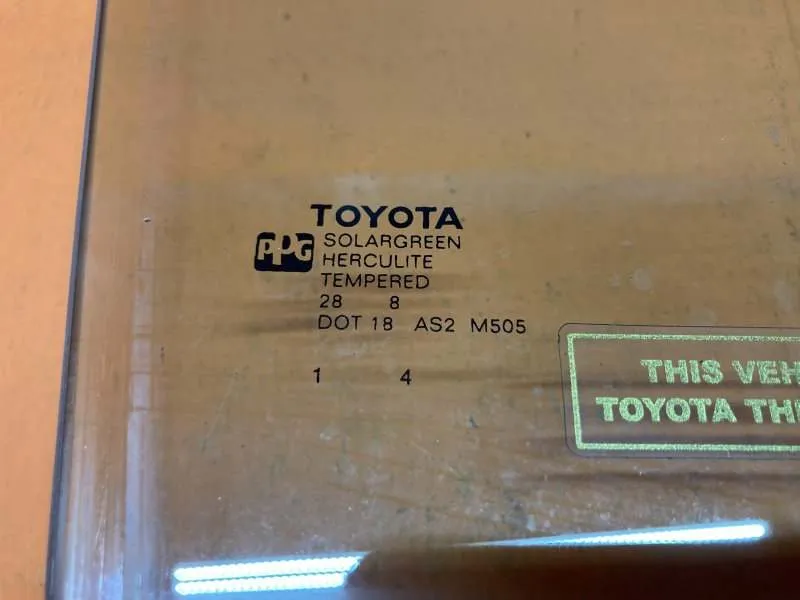 TOYOTA
PPG
SOLARGREEN
HERCULITE
TEMPERED
28 8
DOT 18 AS2 M505
1 4
THIS VEH
TOYOTA TH